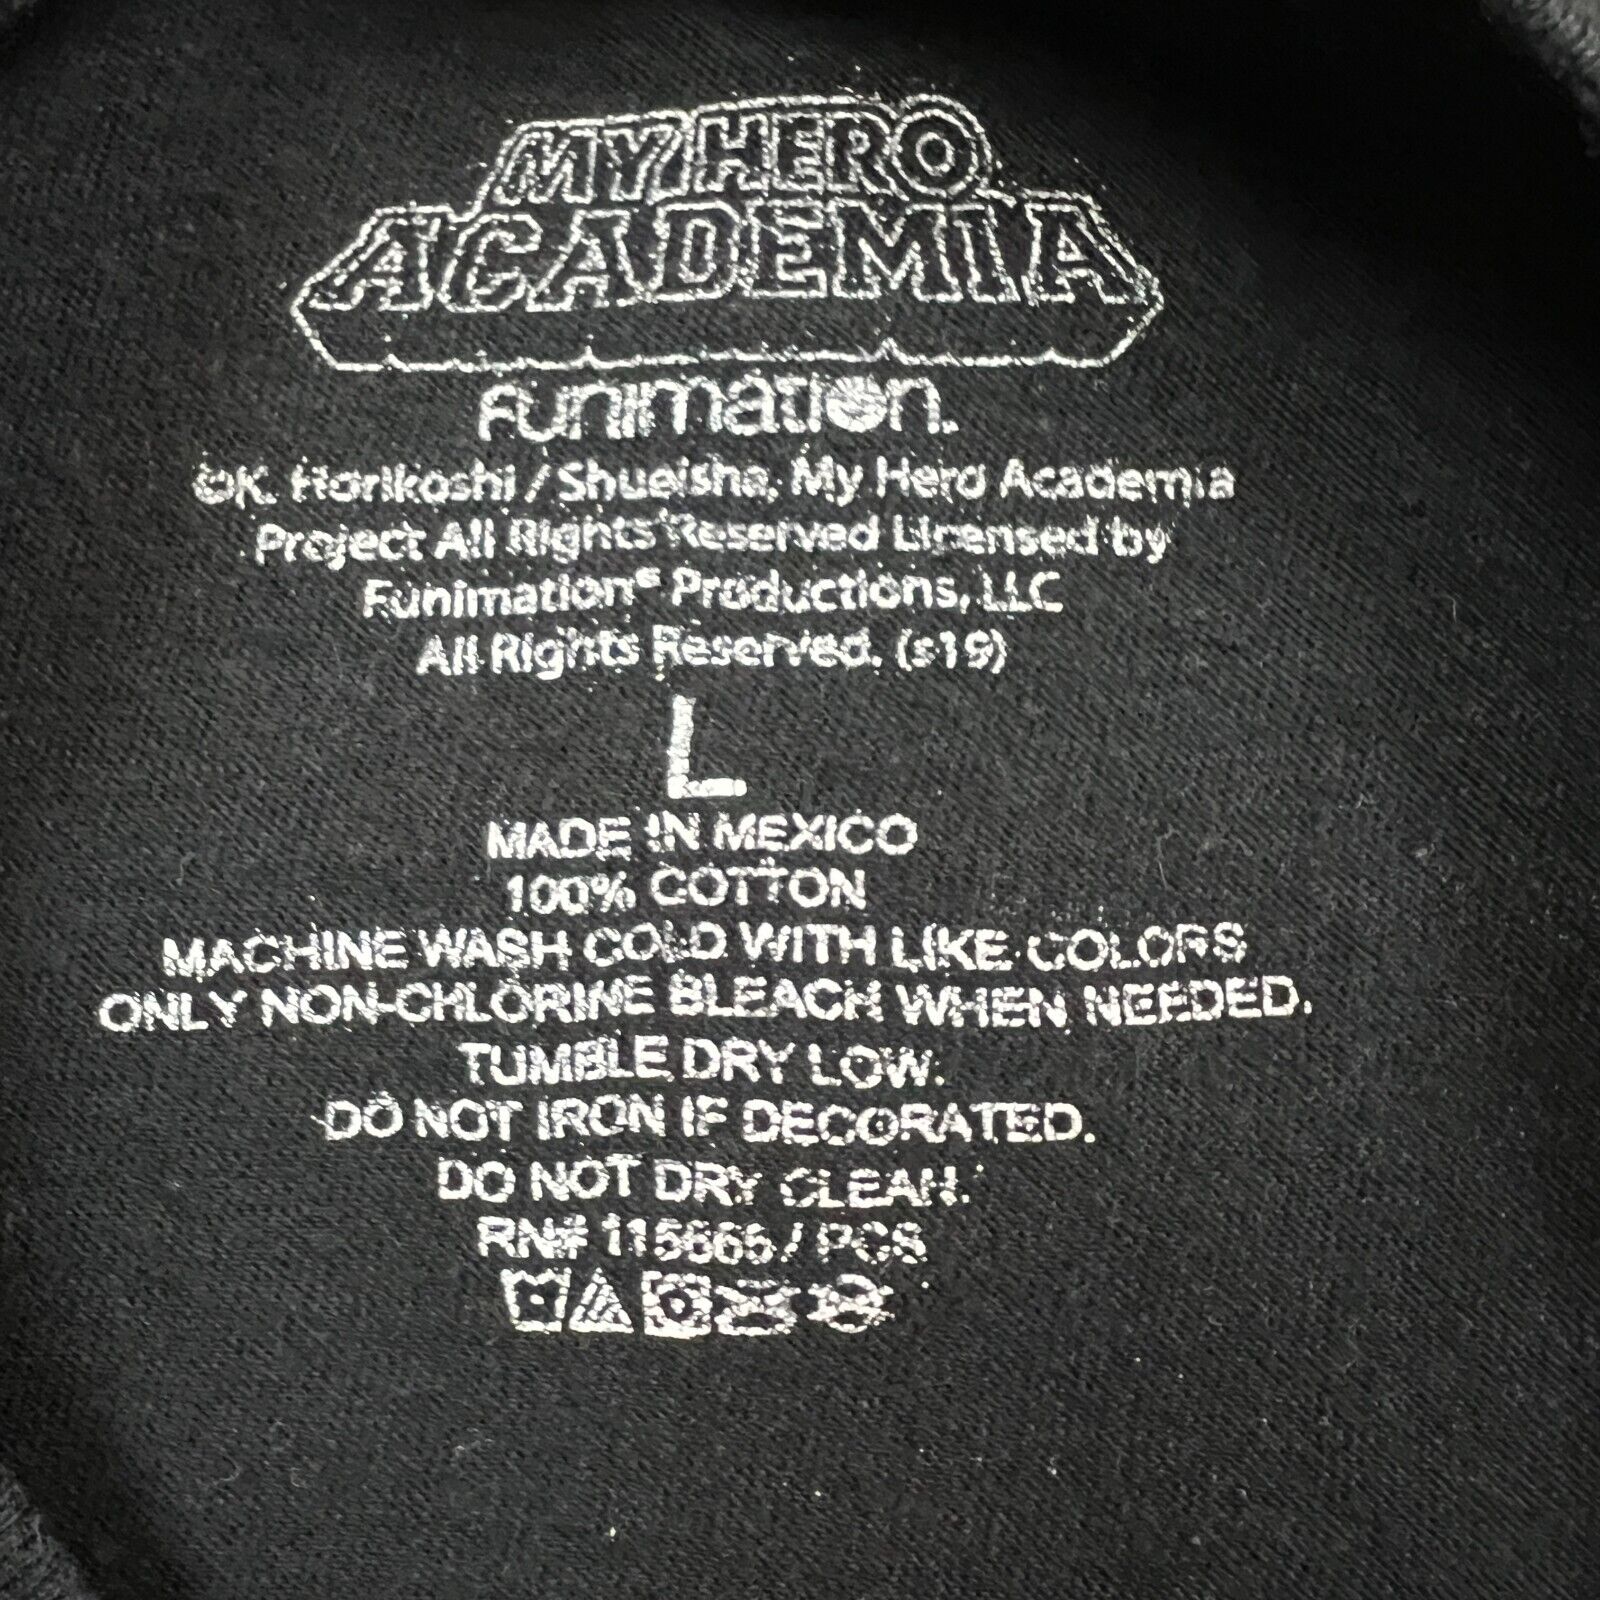 MY HERO
ACADEMIA
FUNIMATION.
©K. Horikoshi / Shueisha, My Hero Academia
Project All Rights Reserved Licensed by
Funimation® Productions, LLC
All Rights Reserved. (s19)
L
MADE IN MEXICO
100% COTTON
MACHINE WASH COLD WITH LIKE COLORS
ONLY NON-CHLORINE BLEACH WHEN NEEDED.
TUMBLE DRY LOW.
DO NOT IRON IF DECORATED.
DO NOT DRY CLEAN.
RN# / PCS